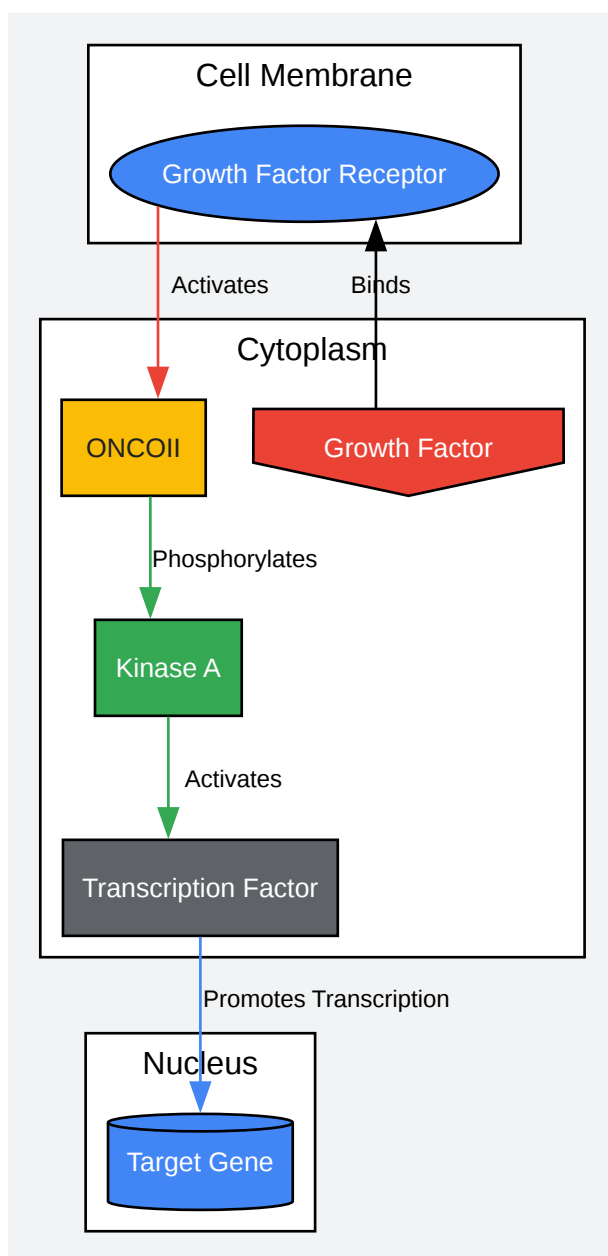 Cell Membrane
Growth Factor Receptor
Activates
Binds
Cytoplasm
ONCOII
Growth Factor
Phosphorylates
Kinase A
Activates
Transcription Factor
Promotes Transcription
Nucleus
Target Gene